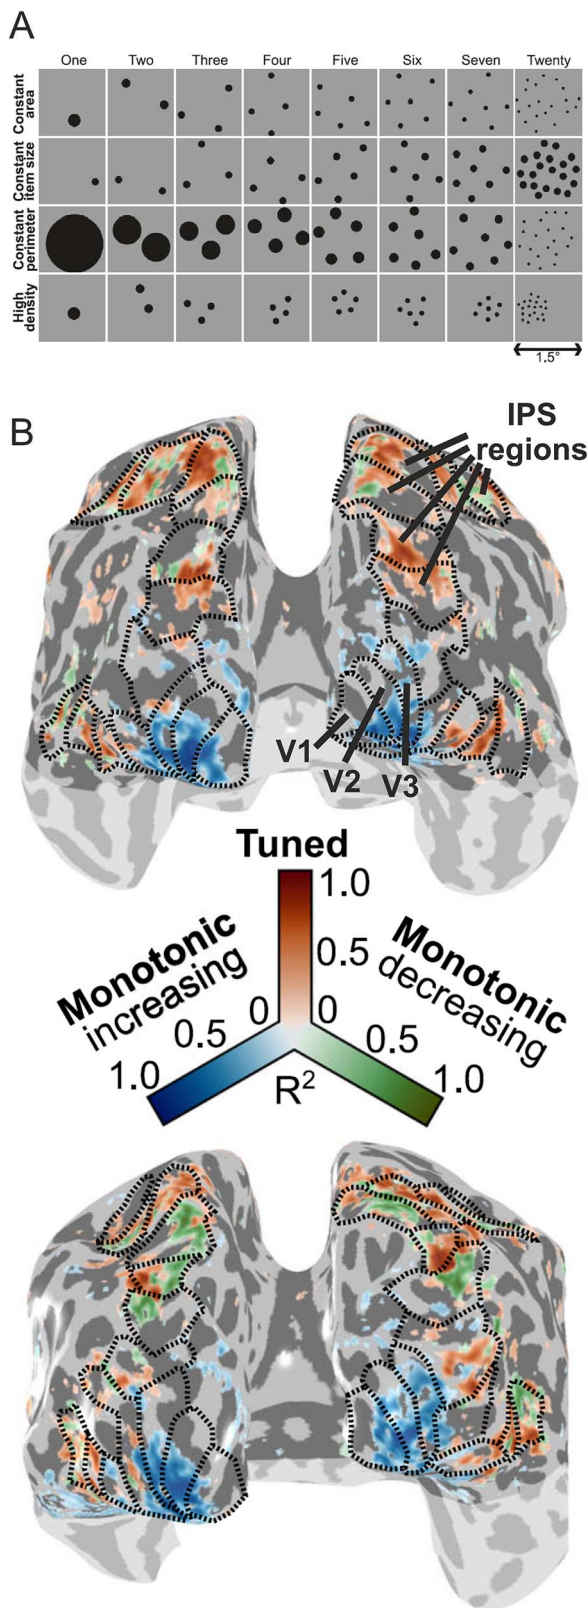 A
One Two Three Four Five Six Seven Twenty
Constant
area
Constant
item size
Constant
perimeter
High
density
1.5°
B
IPS
regions
V1
V2
V3
Tuned
1.0
0.5
0
Monotonic
increasing
0
0.5
1.0
Monotonic
decreasing
0.5
1.0
R²